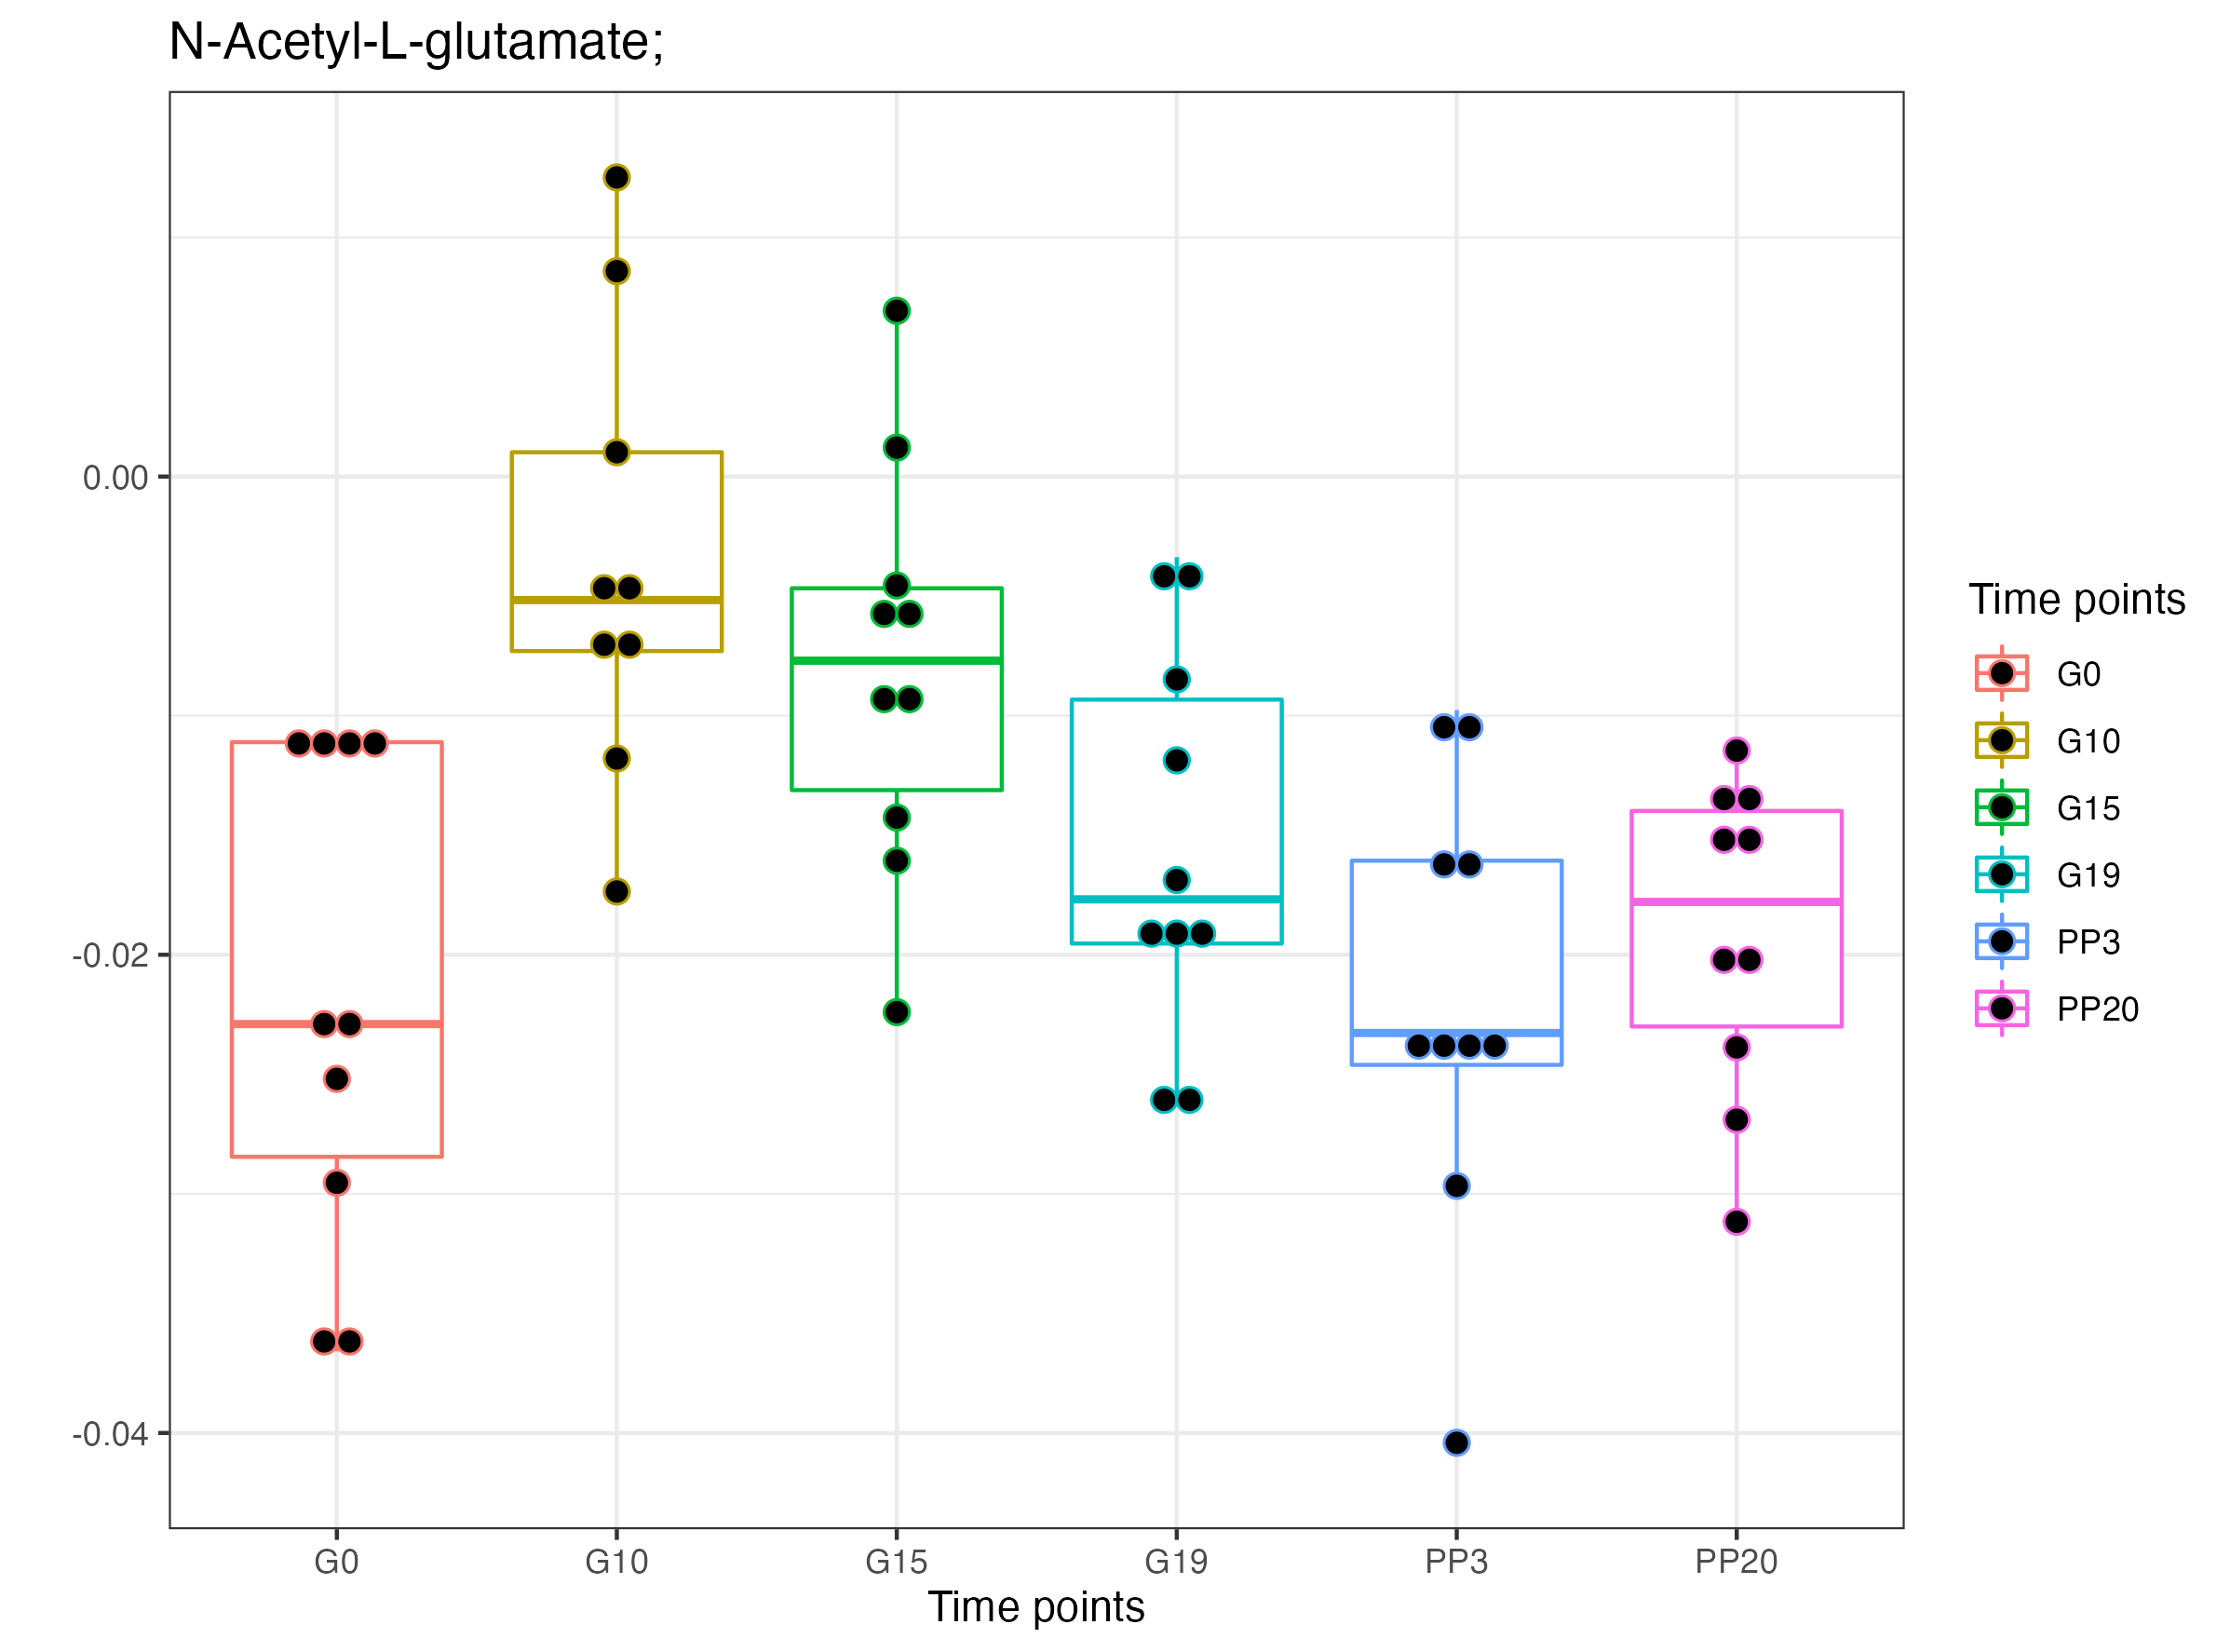 N-Acetyl-L-glutamate;
0.00
-0.02
-0.04
G0 G10 G15 G19 PP3 PP20
Time points
Time points
G0
G10
G15
G19
PP3
PP20